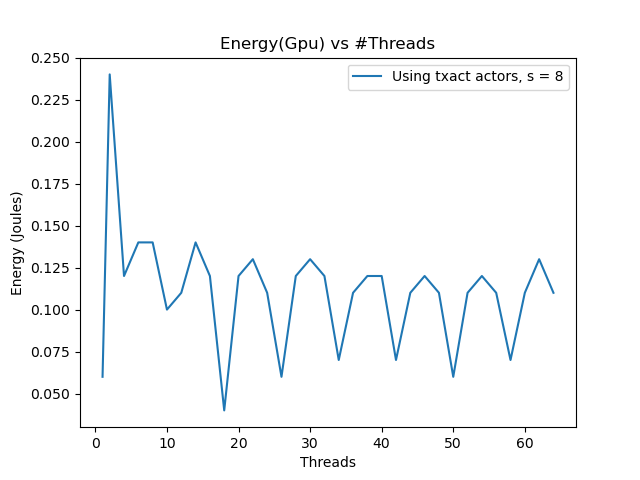 Energy(Gpu) vs #Threads
Using txact actors, s = 8
0.250
0.225
0.200
0.175
0.150
0.125
0.100
0.075
0.050
Energy (Joules)
0 10 20 30 40 50 60
Threads